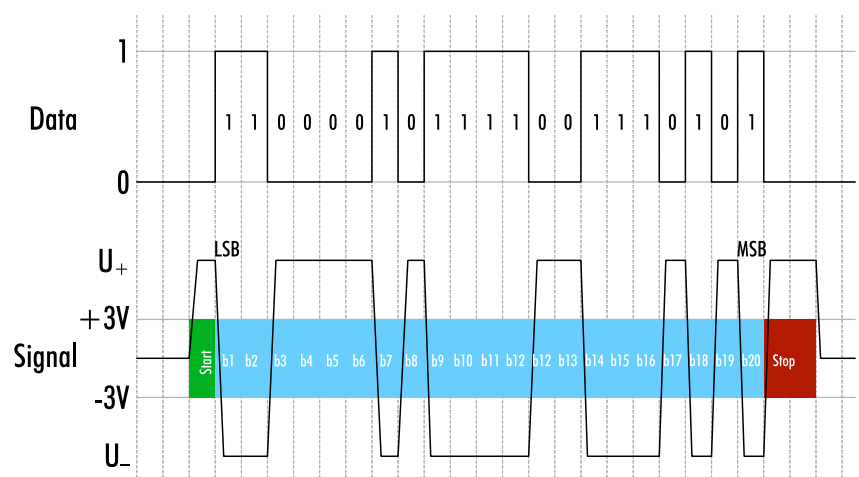 1
Data
1 1 0 0 0 0 1 0 1 1 1 1 0 0 1 1 1 0 1 0 1
0
LSB
MSB
U+
+3V
Signal
Start b1 b2 b3 b4 b5 b6 b7 b8 b9 b10 b11 b12 b12 b13 b14 b15 b16 b17 b18 b19 b20 Stop
-3V
U-